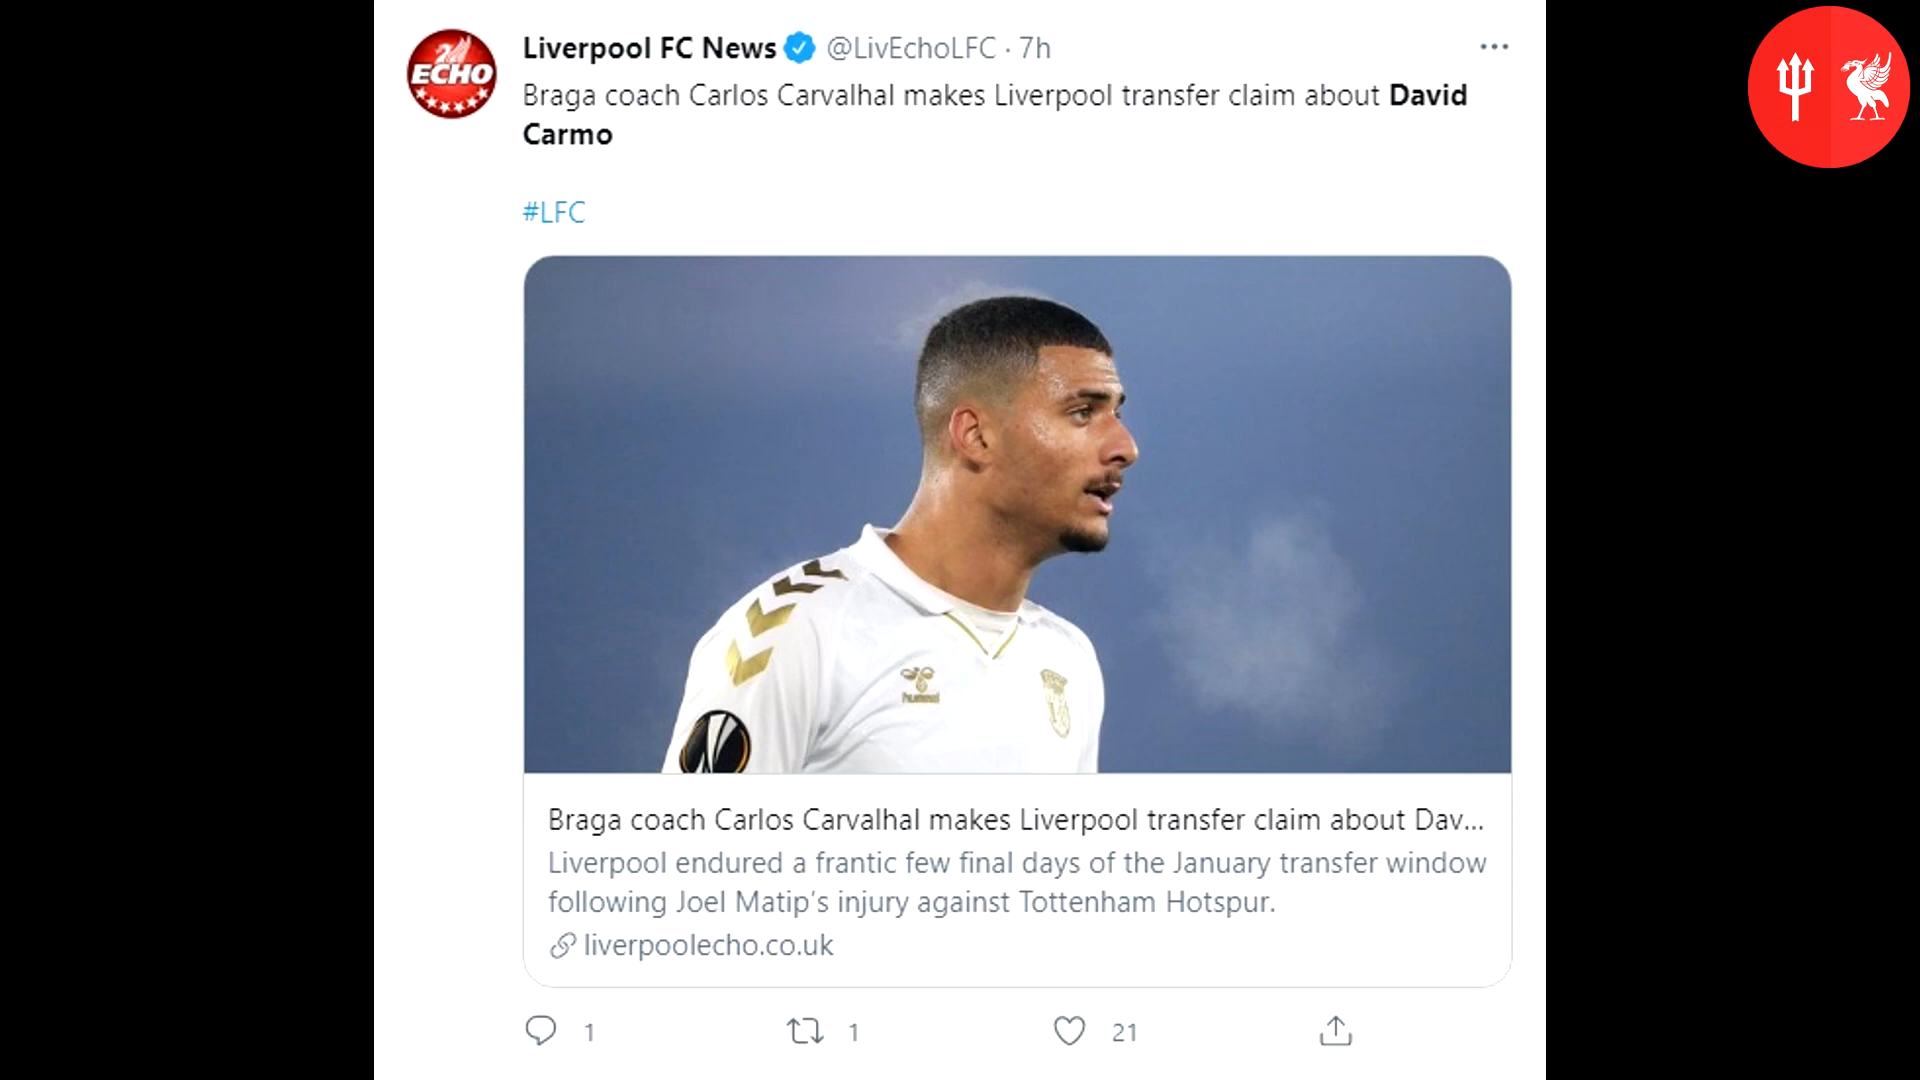 Liverpool FC News @LivEchoLFC · 7h
ECHO
Braga coach Carlos Carvalhal makes Liverpool transfer claim about David
Carmo
#LFC
Braga coach Carlos Carvalhal makes Liverpool transfer claim about Dav...
Liverpool endured a frantic few final days of the January transfer window
following Joel Matip's injury against Tottenham Hotspur.
liverpoolecho.co.uk
1 1 21